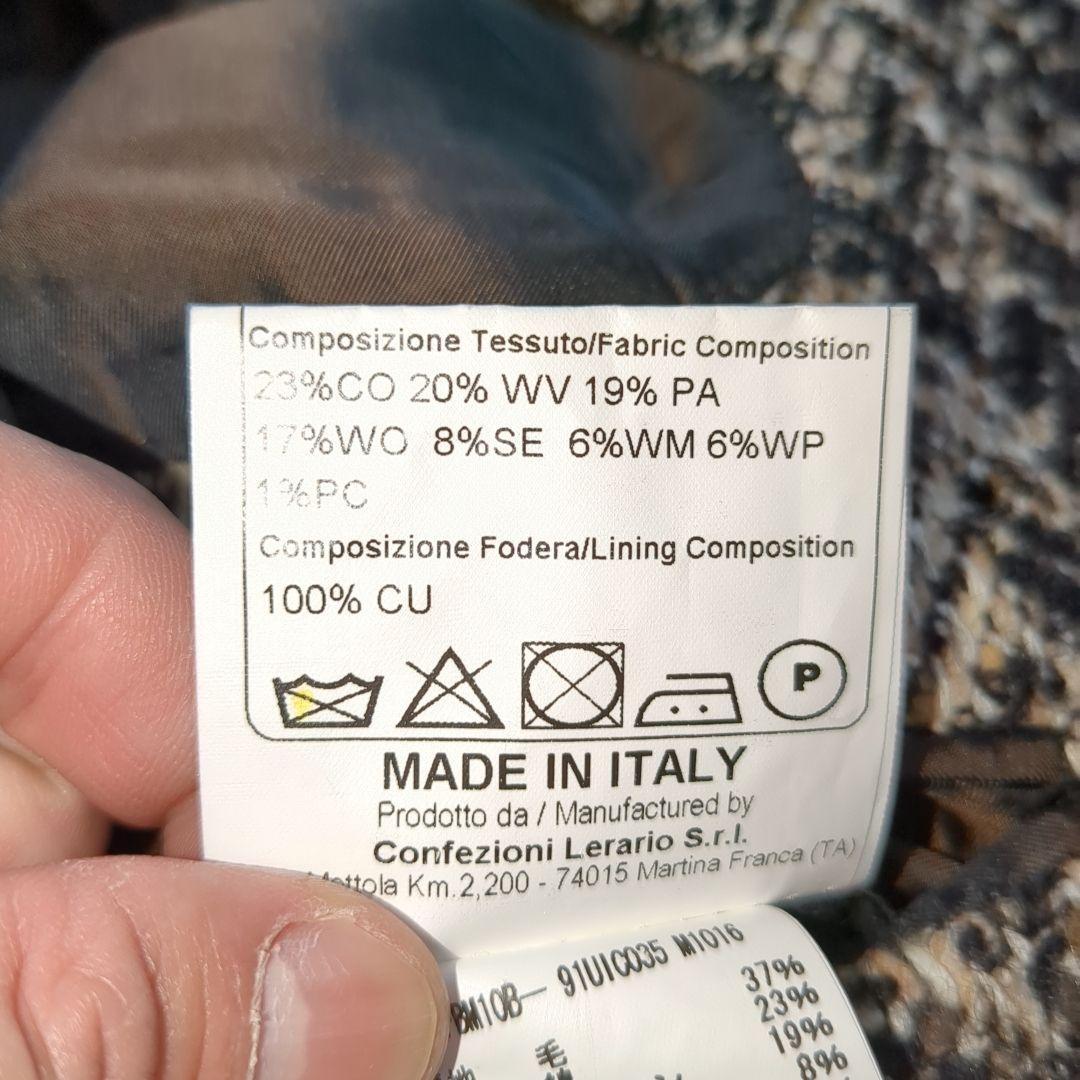 Composizione Tessuto/Fabric Composition
23%CO 20% WV 19% PA
17%WO 8%SE 6%WM 6%WP
1%PC
Composizione Fodera/Lining Composition
100% CU
P
MADE IN ITALY
Prodotto da / Manufactured by
Confezioni Lerario S.r.l.
Mottola Km.2,200 - 74015 Martina Franca (TA)
BM10B- 91UIC035 M1016
37%
23%
毛 19%
8%